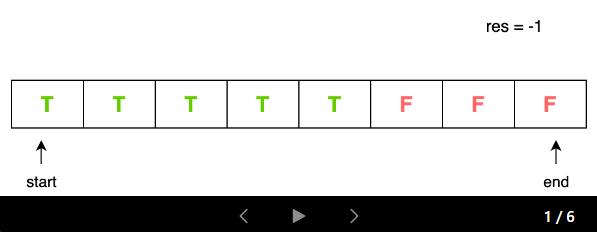 res = -1
T T T T T F F F
start end
1 / 6